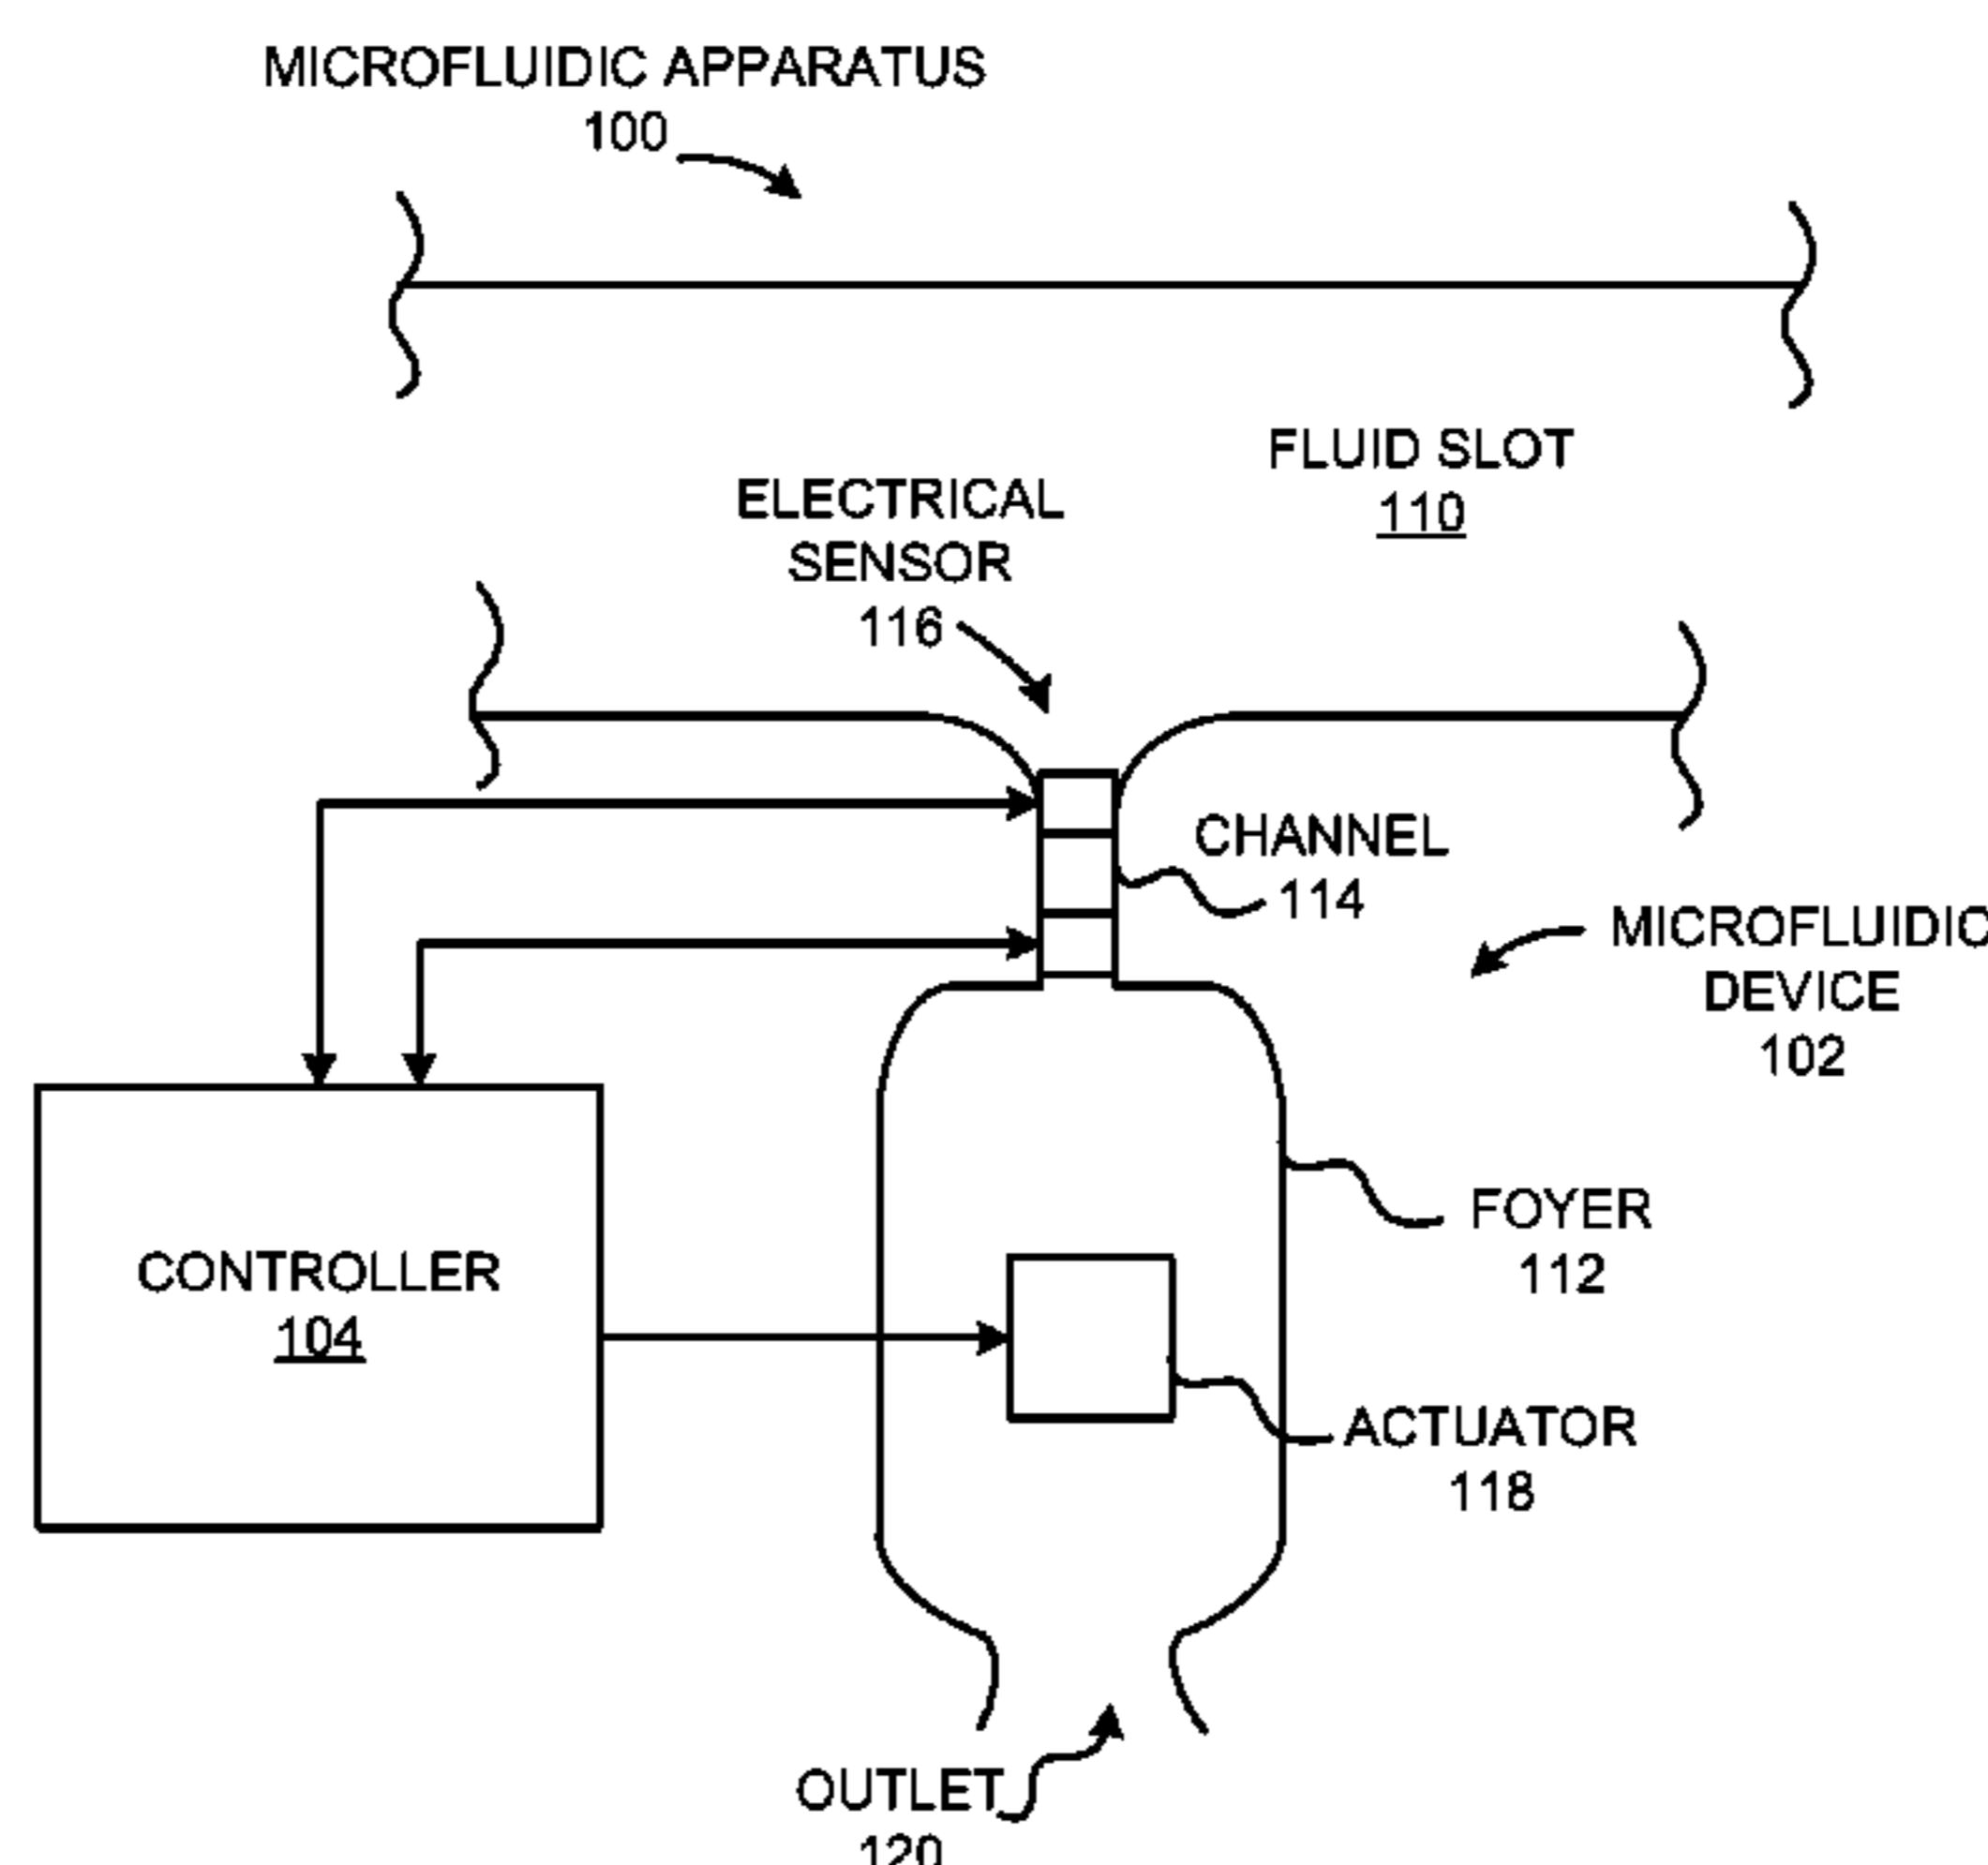 MICROFLUIDIC APPARATUS
100
FLUID SLOT
110
ELECTRICAL
SENSOR
116
CHANNEL
114
MICROFLUIDIC
DEVICE
102
FOYER
112
CONTROLLER
104
ACTUATOR
118
OUTLET
120